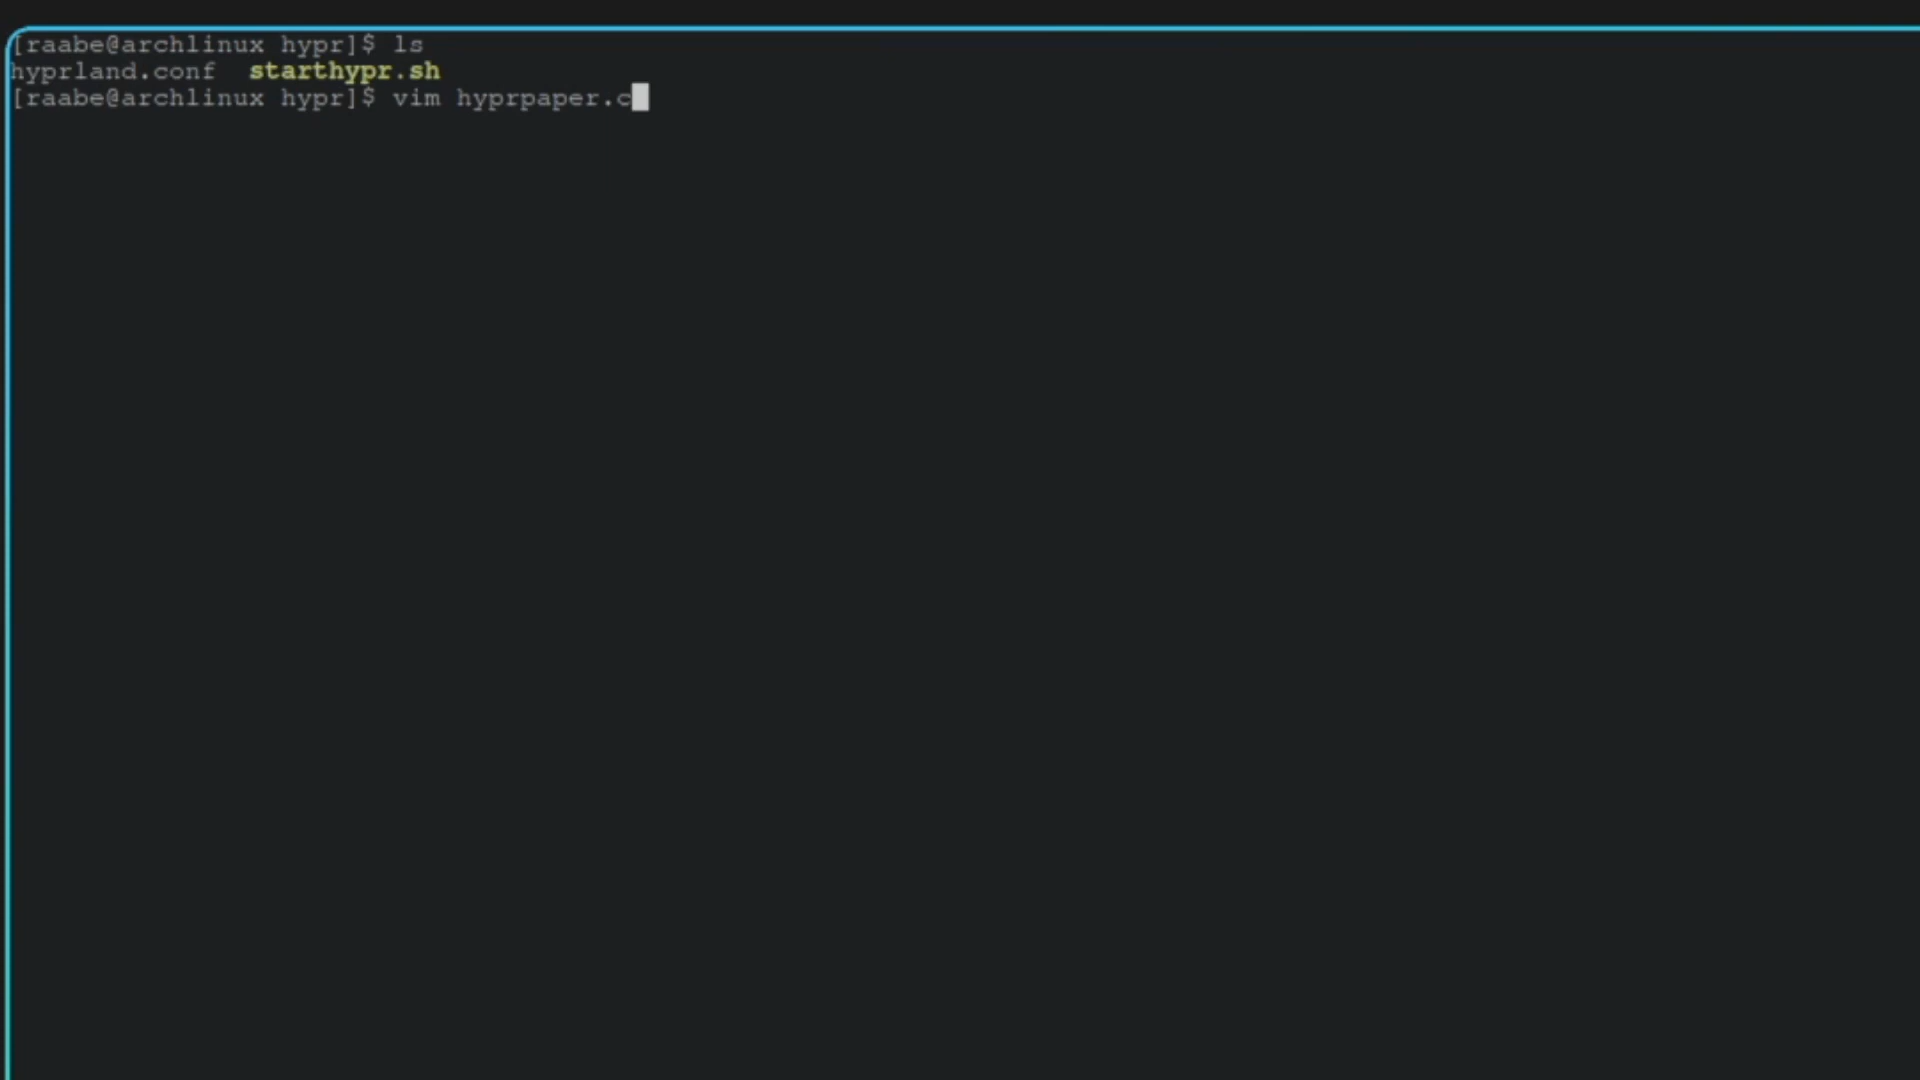 [raabe@archlinux hypr]$ ls
hyprland.conf  starthypr.sh
[raabe@archlinux hypr]$ vim hyprpaper.c